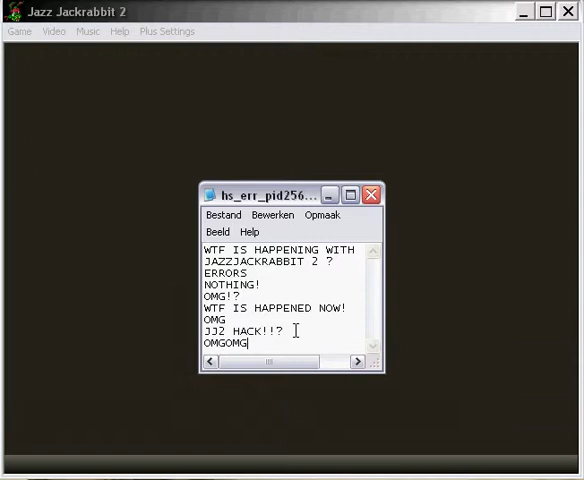 Jazz Jackrabbit 2
Game Video Music Help Plus Settings
hs_err_pid256...
Bestand Bewerken Opmaak
Beeld Help
WTF IS HAPPENING WITH
JAZZJACKRABBIT 2 ?
ERRORS
NOTHING!
OMG!?
WTF IS HAPPENED NOW!
OMG
JJ2 HACK!!?
OMGOMG